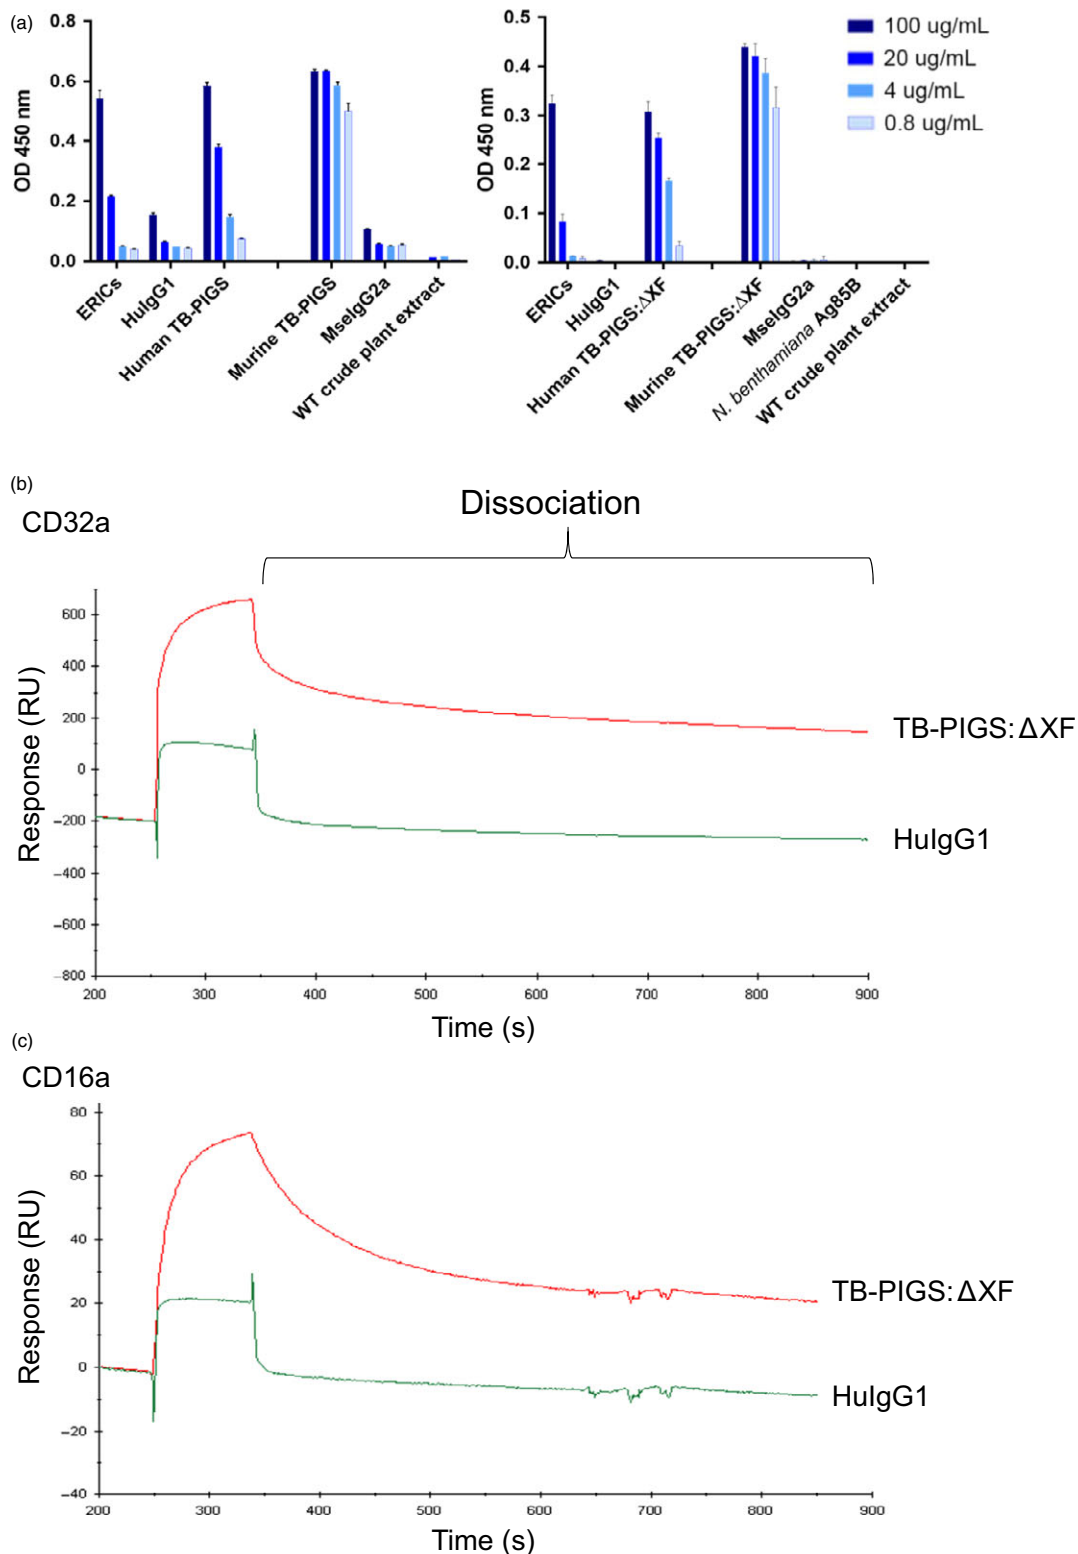 (a)
0.8
0.6
0.4
0.2
0.0
OD 450 nm
ERICs
HuIgG1
Human TB-PIGS
Murine TB-PIGS
MseIgG2a
WT crude plant extract
0.5
0.4
0.3
0.2
0.1
0.0
OD 450 nm
ERICs
HuIgG1
Human TB-PIGS:ΔXF
Murine TB-PIGS:ΔXF
MseIgG2a
N. benthamiana Ag85B
WT crude plant extract
100 ug/mL
20 ug/mL
4 ug/mL
0.8 ug/mL
(b)
CD32a
Dissociation
600
400
200
0
−200
−400
−600
−800
Response (RU)
TB-PIGS:ΔXF
HuIgG1
200 300 400 500 600 700 800 900
Time (s)
(c)
CD16a
80
60
40
20
0
−20
−40
Response (RU)
TB-PIGS:ΔXF
HuIgG1
200 300 400 500 600 700 800 900
Time (s)